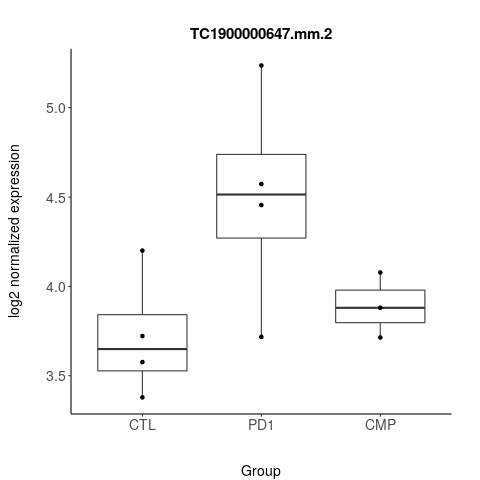 TC1900000647.mm.2
log2 normalized expression
5.0
4.5
4.0
3.5
CTL PD1 CMP
Group